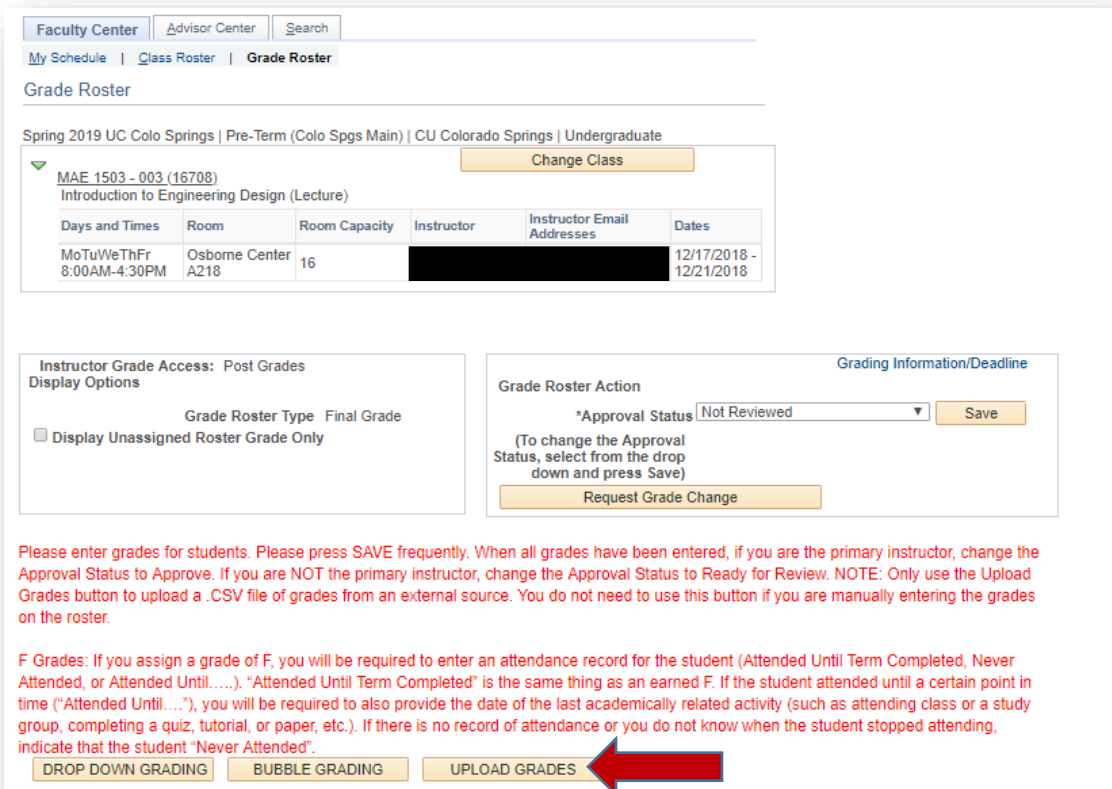 Faculty Center Advisor Center Search
My Schedule | Class Roster | Grade Roster
Grade Roster
Spring 2019 UC Colo Springs | Pre-Term (Colo Spgs Main) | CU Colorado Springs | Undergraduate
Change Class
MAE 1503 - 003 (16708)
Introduction to Engineering Design (Lecture)
Days and Times Room Room Capacity Instructor Instructor Email Addresses Dates
MoTuWeThFr 8:00AM-4:30PM Osborne Center A218 16 12/17/2018 - 12/21/2018
Instructor Grade Access: Post Grades
Display Options
Grade Roster Type Final Grade
Display Unassigned Roster Grade Only
Grading Information/Deadline
Grade Roster Action
*Approval Status Not Reviewed Save
(To change the Approval
Status, select from the drop
down and press Save)
Request Grade Change
Please enter grades for students. Please press SAVE frequently. When all grades have been entered, if you are the primary instructor, change the
Approval Status to Approve. If you are NOT the primary instructor, change the Approval Status to Ready for Review. NOTE: Only use the Upload
Grades button to upload a .CSV file of grades from an external source. You do not need to use this button if you are manually entering the grades
on the roster.
F Grades: If you assign a grade of F, you will be required to enter an attendance record for the student (Attended Until Term Completed, Never
Attended, or Attended Until.....). “Attended Until Term Completed” is the same thing as an earned F. If the student attended until a certain point in
time (“Attended Until....”), you will be required to also provide the date of the last academically related activity (such as attending class or a study
group, completing a quiz, tutorial, or paper, etc.). If there is no record of attendance or you do not know when the student stopped attending,
indicate that the student “Never Attended”.
DROP DOWN GRADING BUBBLE GRADING UPLOAD GRADES